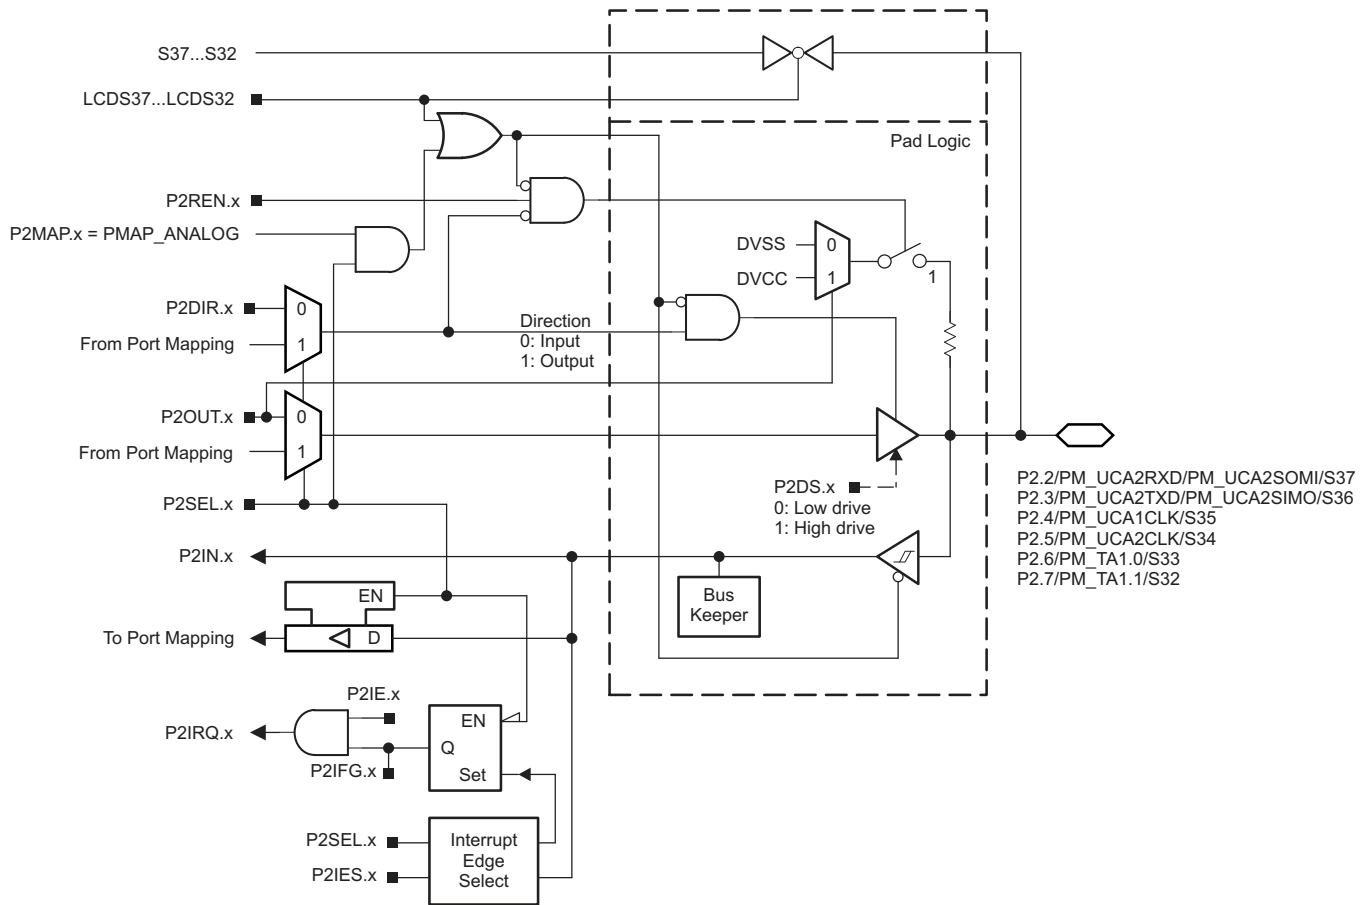 S37...S32
LCDS37...LCDS32
Pad Logic
P2REN.x
P2MAP.x = PMAP_ANALOG
DVSS
0
DVCC
1
1
P2DIR.x
0
Direction
0: Input
1: Output
From Port Mapping
1
P2OUT.x
0
From Port Mapping
1
P2SEL.x
P2DS.x
0: Low drive
1: High drive
P2.2/PM_UCA2RXD/PM_UCA2SOMI/S37
P2.3/PM_UCA2TXD/PM_UCA2SIMO/S36
P2.4/PM_UCA1CLK/S35
P2.5/PM_UCA2CLK/S34
P2.6/PM_TA1.0/S33
P2.7/PM_TA1.1/S32
P2IN.x
Bus
Keeper
EN
To Port Mapping
D
P2IE.x
EN
P2IRQ.x
Q
P2IFG.x
Set
P2SEL.x
P2IES.x
Interrupt
Edge
Select